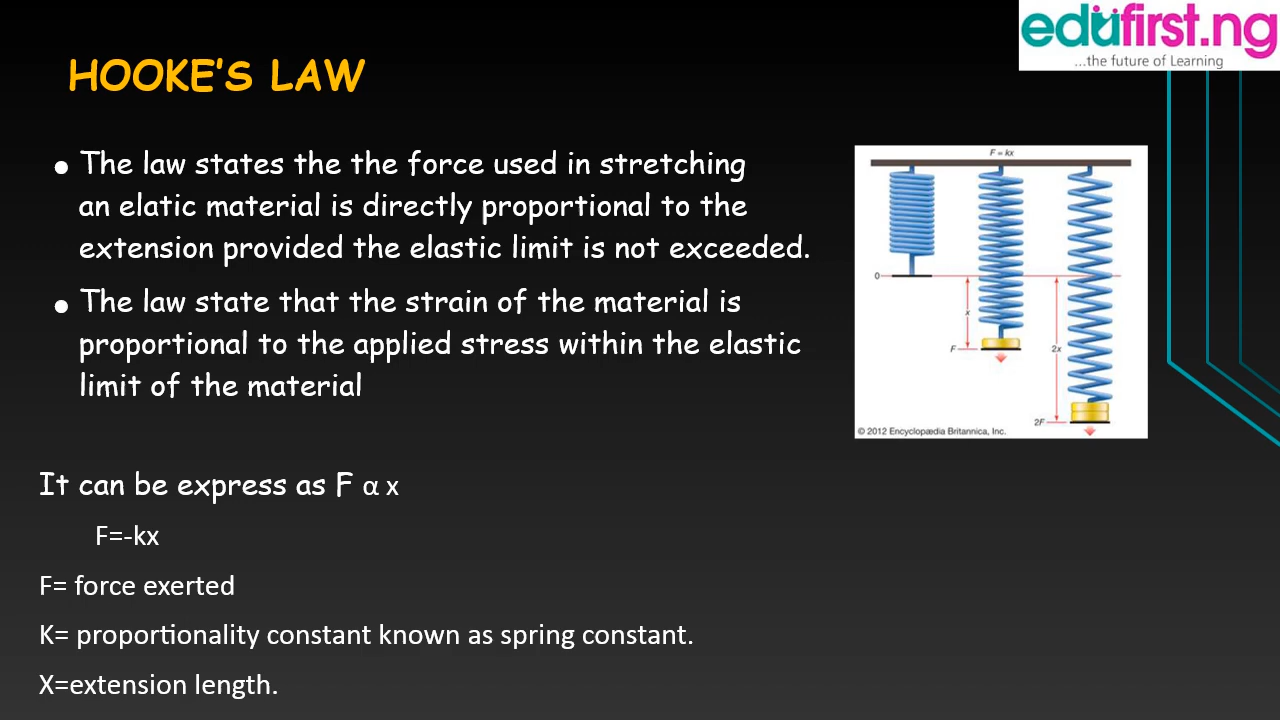 edufirst.ng
...the future of Learning
HOOKE'S LAW
• The law states the the force used in stretching
an elatic material is directly proportional to the
extension provided the elastic limit is not exceeded.
• The law state that the strain of the material is
proportional to the applied stress within the elastic
limit of the material
F = kx
0
x
F
2x
2F
© 2012 Encyclopædia Britannica, Inc.
It can be express as F α x
F=-kx
F= force exerted
K= proportionality constant known as spring constant.
X=extension length.